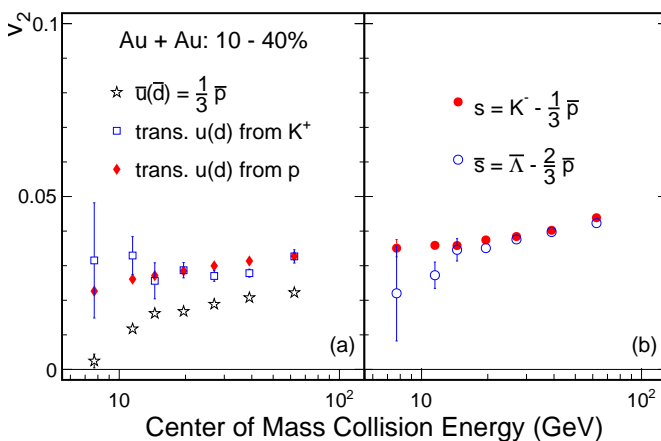 v₂
0.1
0.05
0
Au + Au: 10 - 40%
u̅(d̅) = 1/3 p̅
trans. u(d) from K⁺
trans. u(d) from p
(a)
s = K⁻ - 1/3 p̅
s̅ = Λ̅ - 2/3 p̅
(b)
10 10² 10 10²
Center of Mass Collision Energy (GeV)